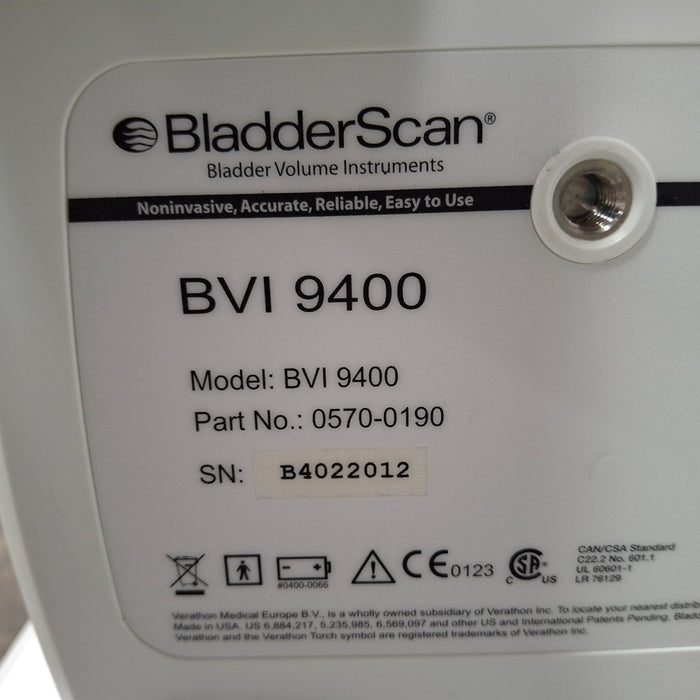 BladderScan®
Bladder Volume Instruments
Noninvasive, Accurate, Reliable, Easy to Use
BVI 9400
Model: BVI 9400
Part No.: 0570-0190
SN: B4022012
#0400-0066
CE0123
C SA US
CAN/CSA Standard
C22.2 No. 601.1
UL 60601-1
LR 76129
Verathon Medical Europe B.V., is a wholly owned subsidiary of Verathon Inc. To locate your nearest distrib
Made in USA. US 6,884,217, 5,235,985, 6,569,097 and other US and International Patents Pending. Bladd
Verathon and the Verathon Torch symbol are registered trademarks of Verathon Inc.